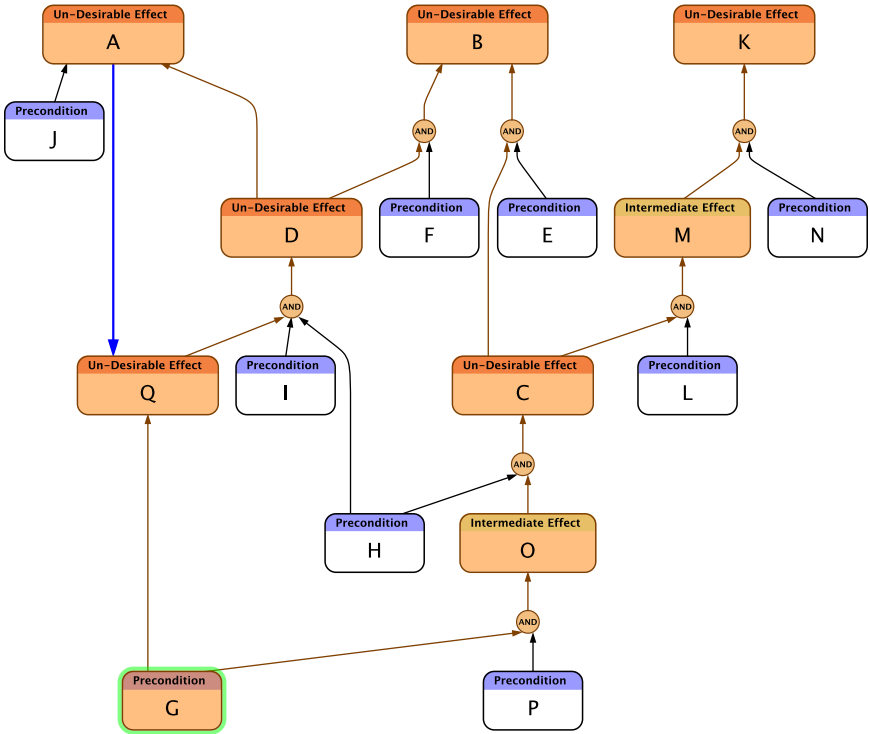 Un-Desirable Effect
A
Un-Desirable Effect
B
Un-Desirable Effect
K
Precondition
J
AND
AND
AND
Un-Desirable Effect
D
Precondition
F
Precondition
E
Intermediate Effect
M
Precondition
N
AND
AND
Un-Desirable Effect
Q
Precondition
I
Un-Desirable Effect
C
Precondition
L
AND
Precondition
H
Intermediate Effect
O
AND
Precondition
G
Precondition
P